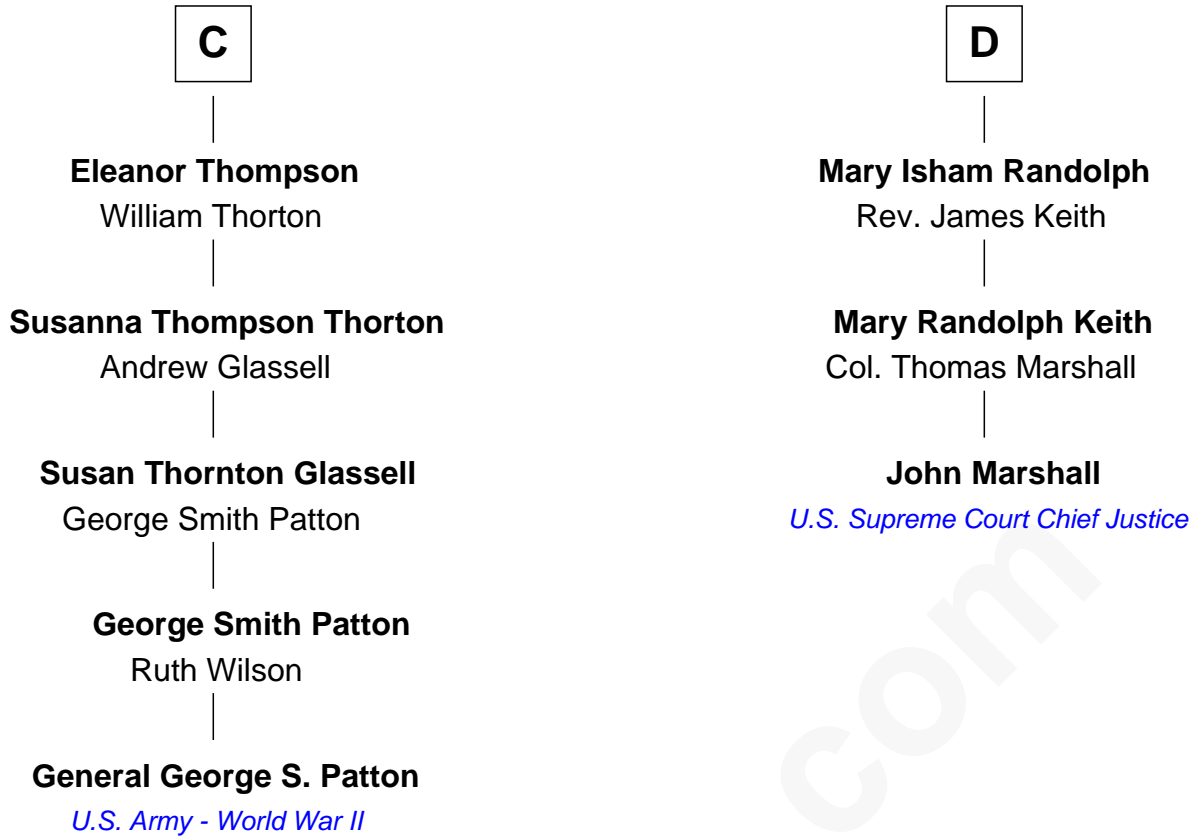 C
Eleanor Thompson
William Thorton
Susanna Thompson Thorton
Andrew Glassell
Susan Thornton Glassell
George Smith Patton
George Smith Patton
Ruth Wilson
General George S. Patton
U.S. Army - World War II
D
Mary Isham Randolph
Rev. James Keith
Mary Randolph Keith
Col. Thomas Marshall
John Marshall
U.S. Supreme Court Chief Justice
com